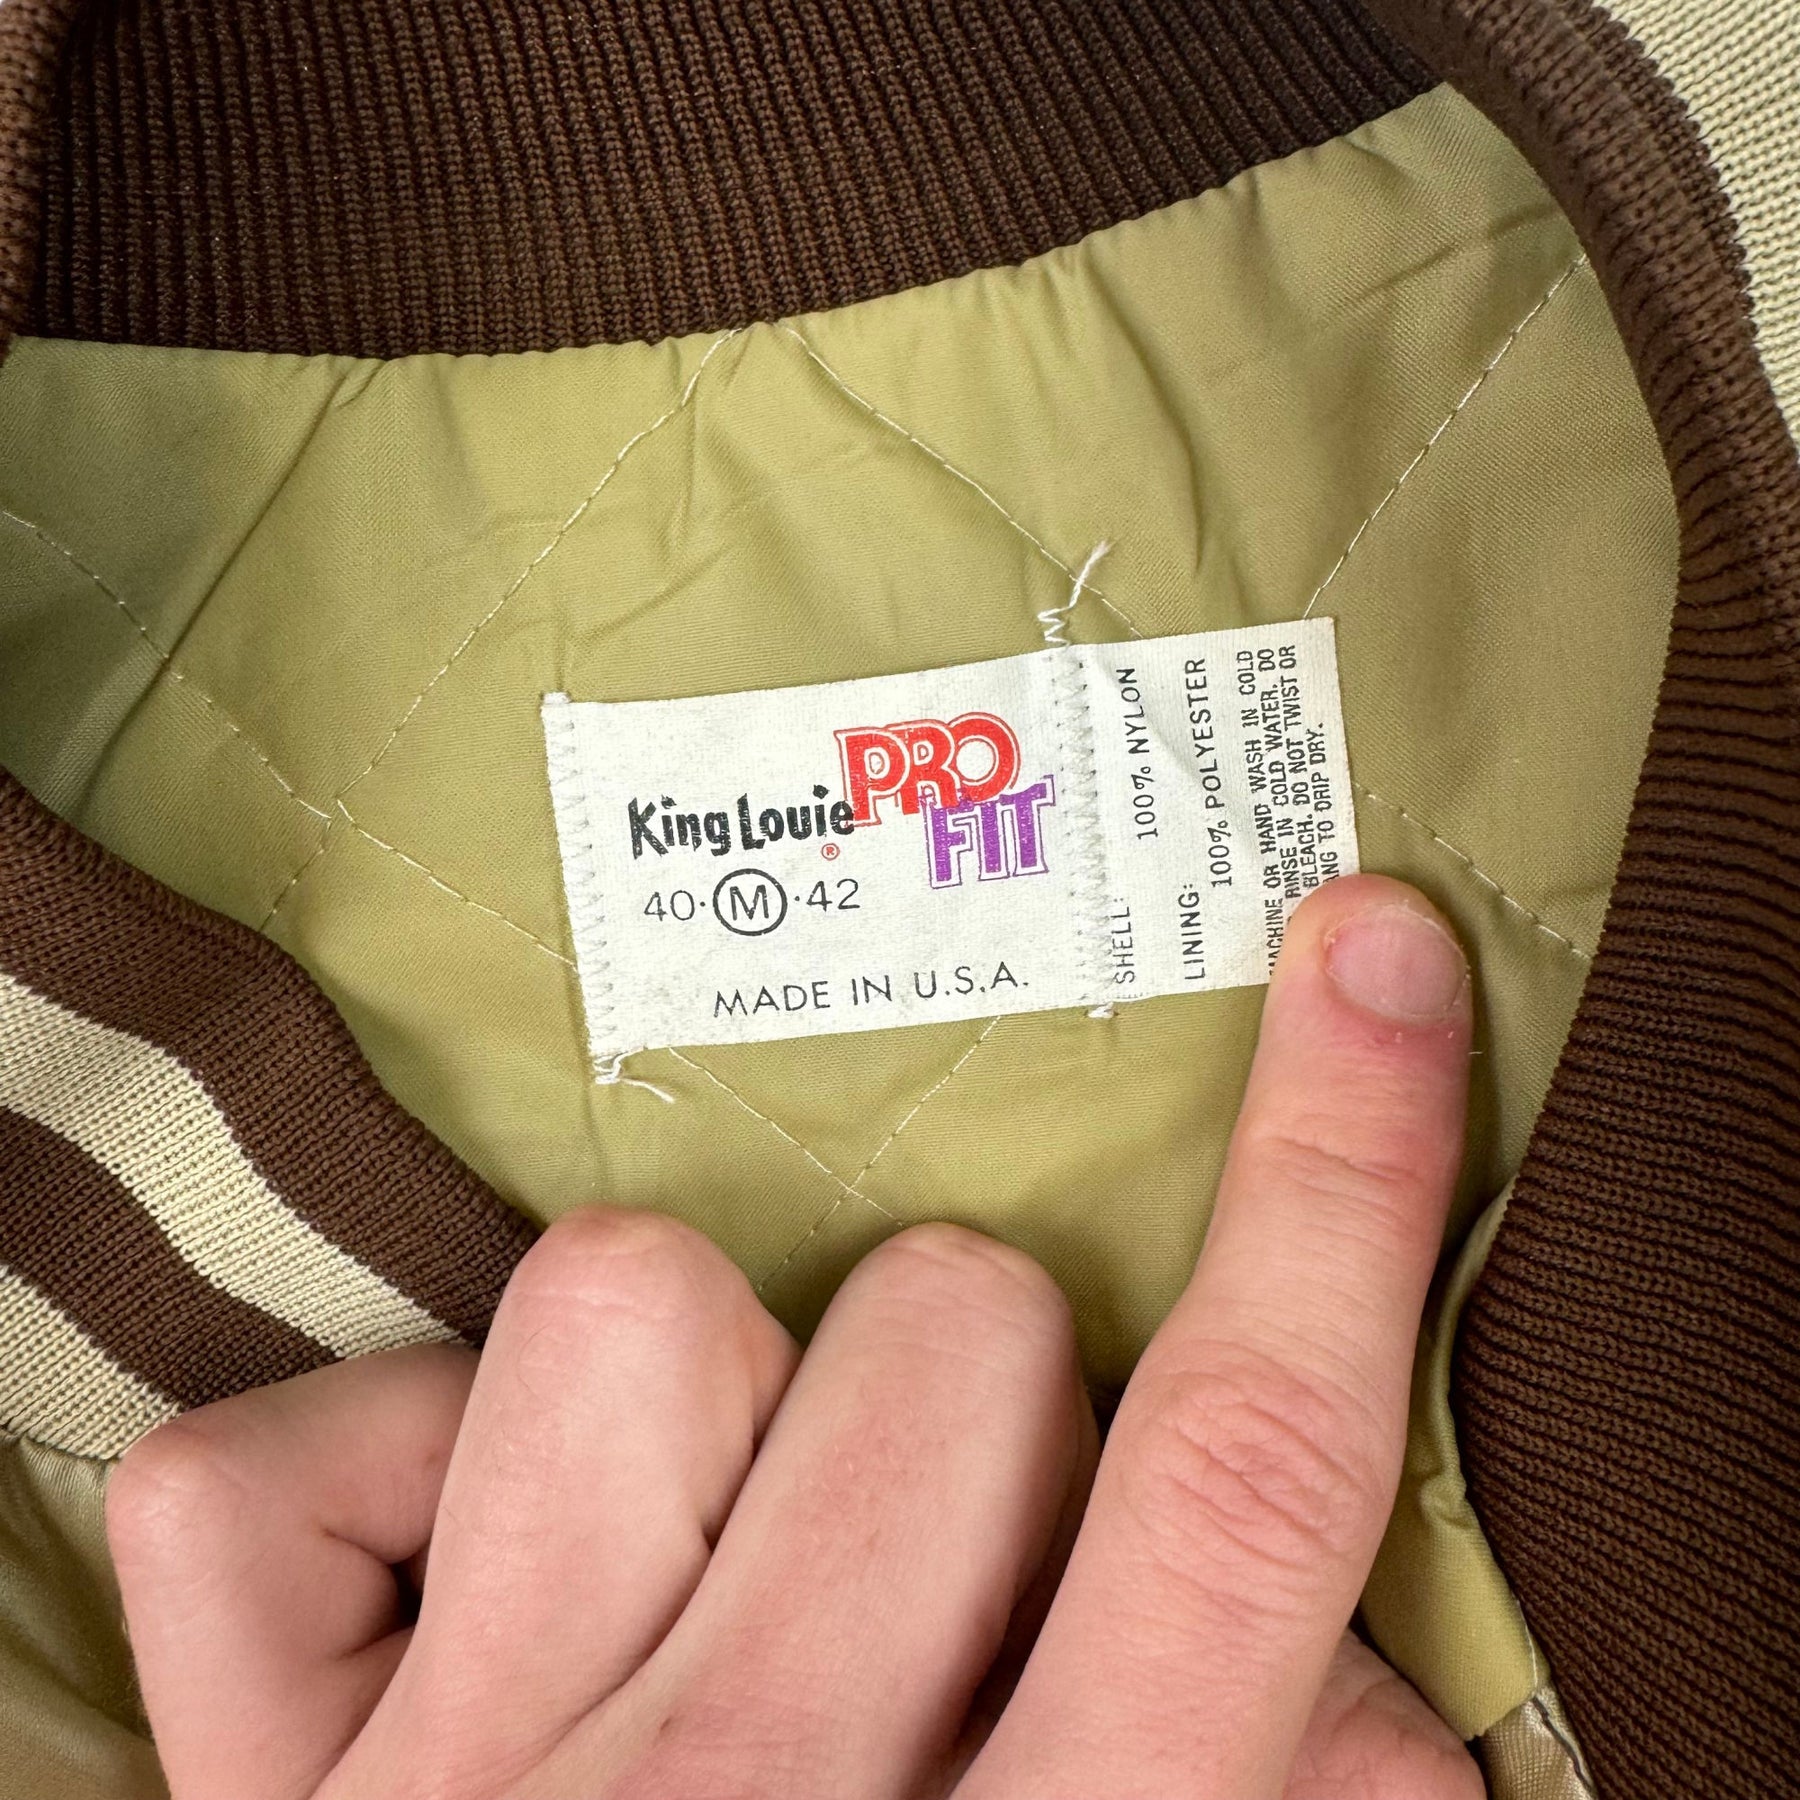 King Louie®
PRO
FIT
40·M·42
MADE IN U.S.A.
SHELL:
100% NYLON
LINING:
100% POLYESTER
MACHINE OR HAND WASH IN COLD
RINSE IN COLD WATER. DO
BLEACH. DO NOT TWIST OR
TO DRIP DRY.